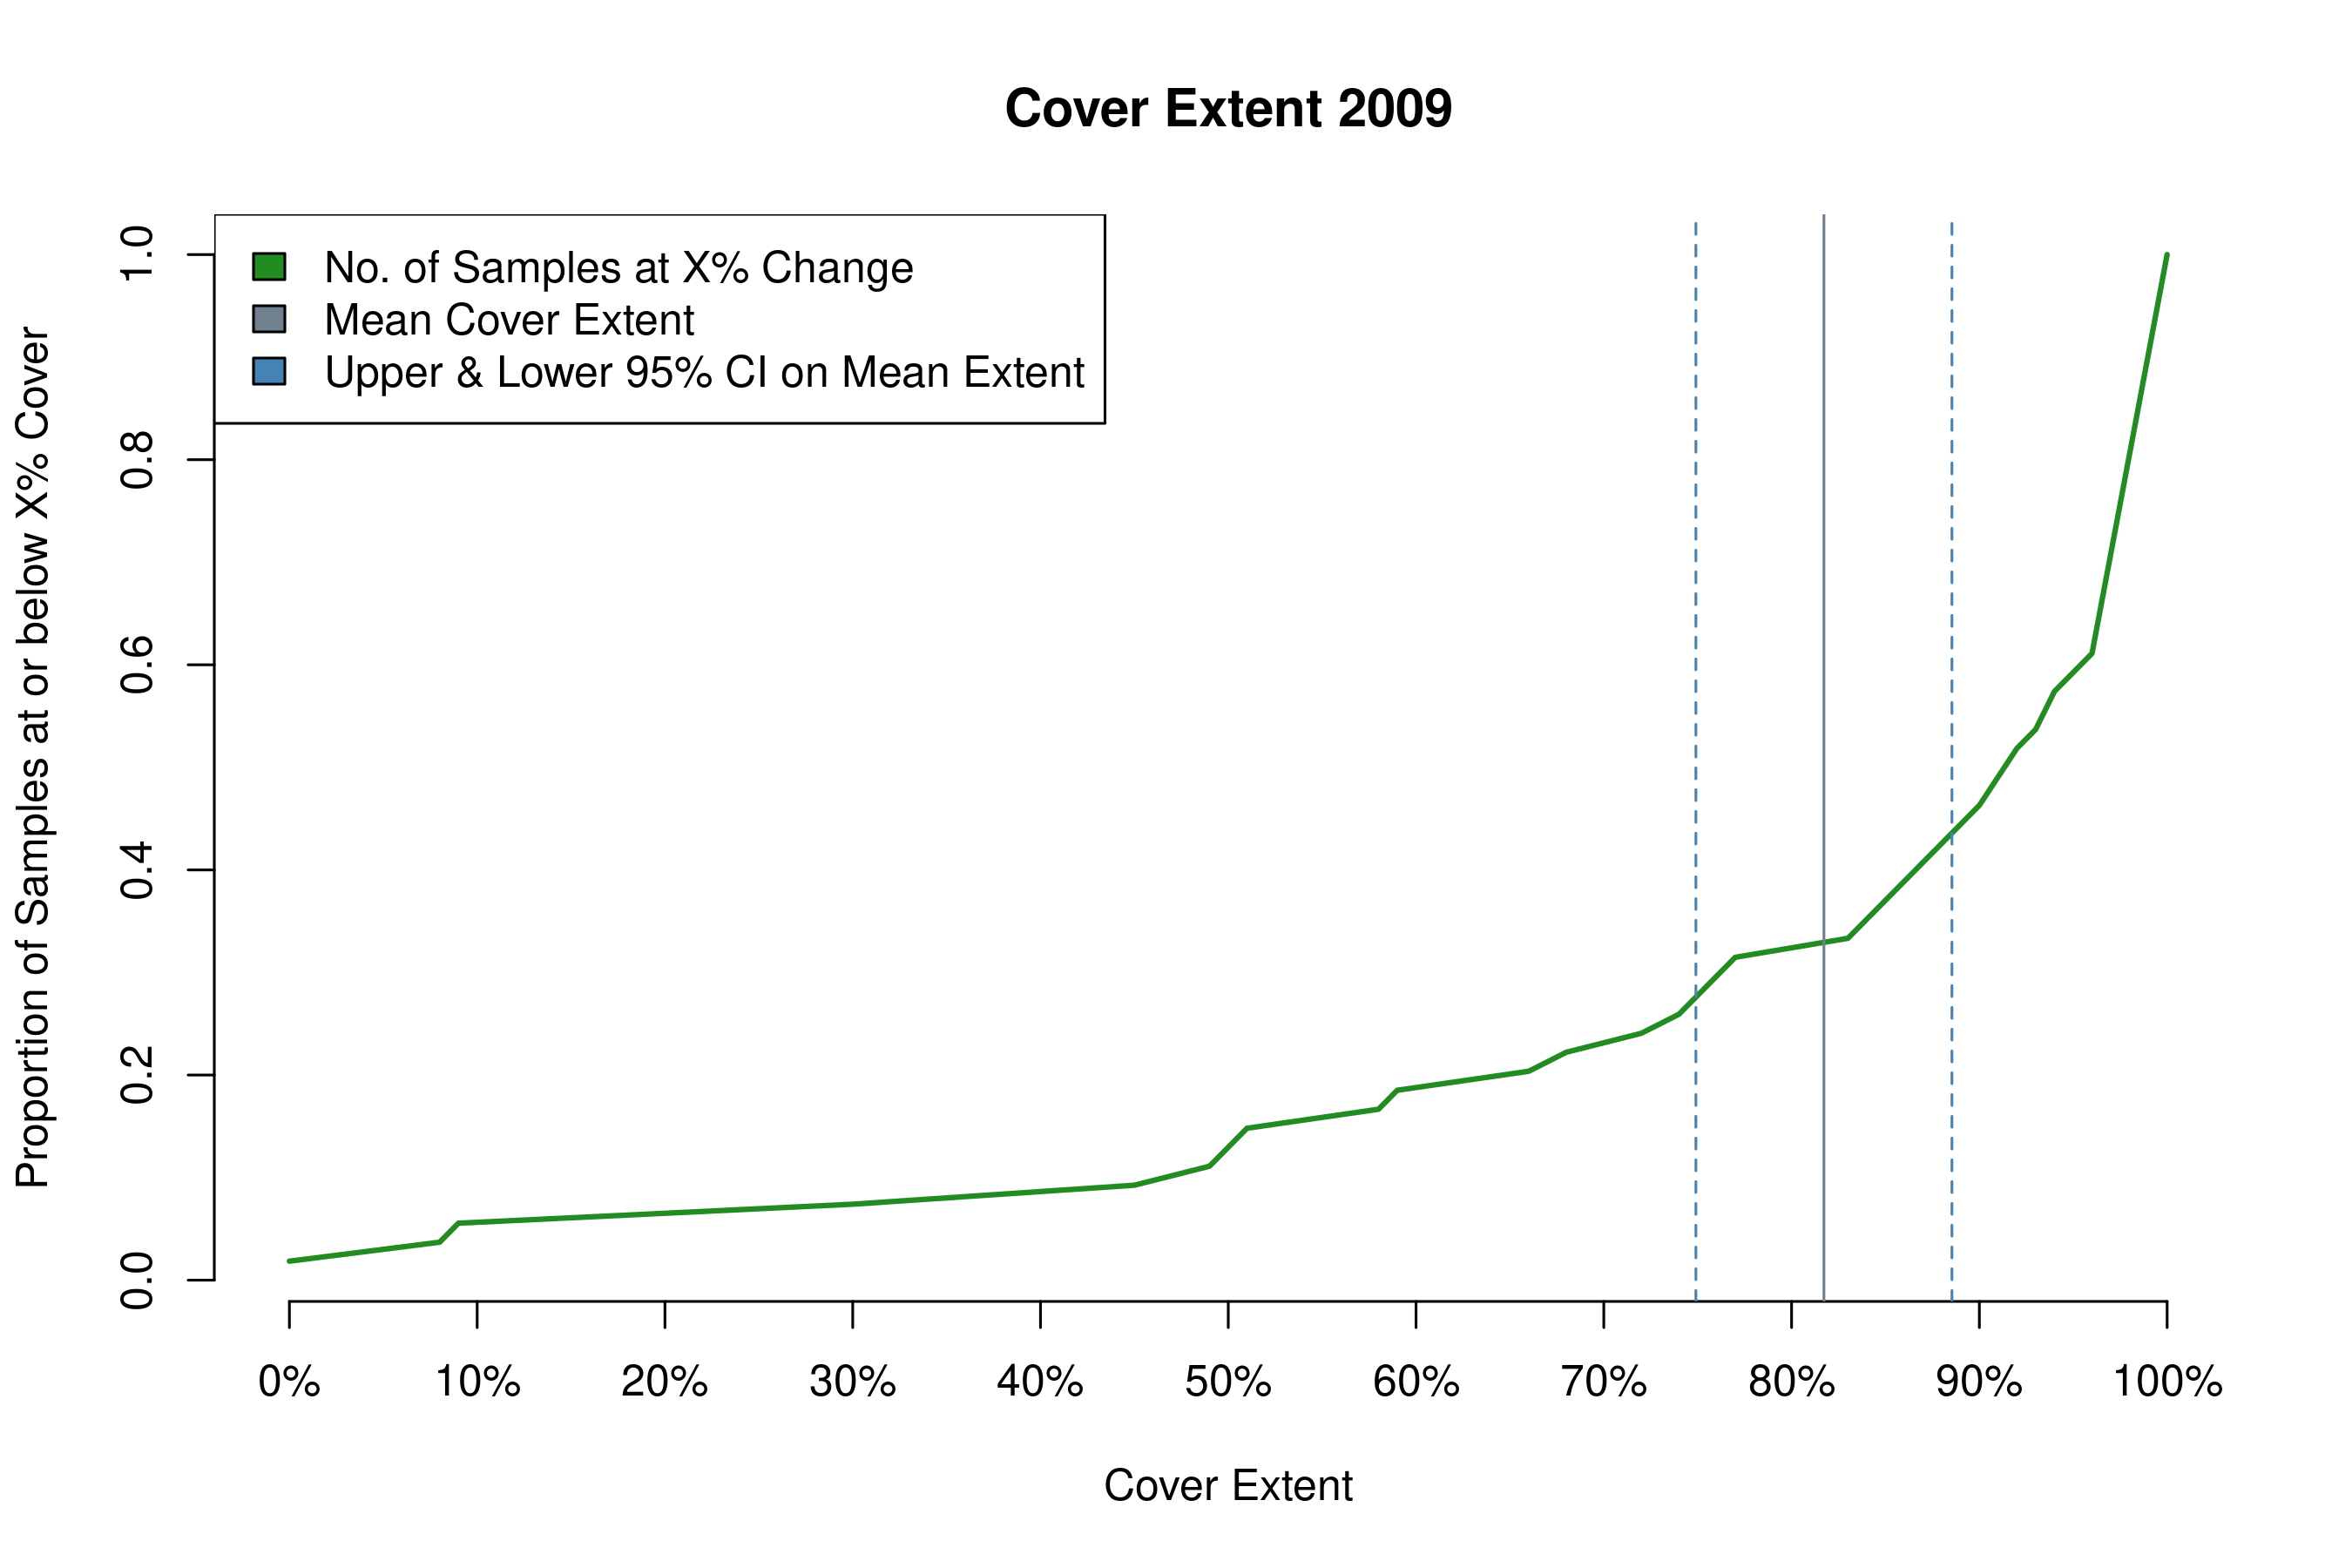 Cover Extent 2009
No. of Samples at X% Change
Mean Cover Extent
Upper & Lower 95% CI on Mean Extent
Proportion of Samples at or below X% Cover
1.0
0.8
0.6
0.4
0.2
0.0
0% 10% 20% 30% 40% 50% 60% 70% 80% 90% 100%
Cover Extent